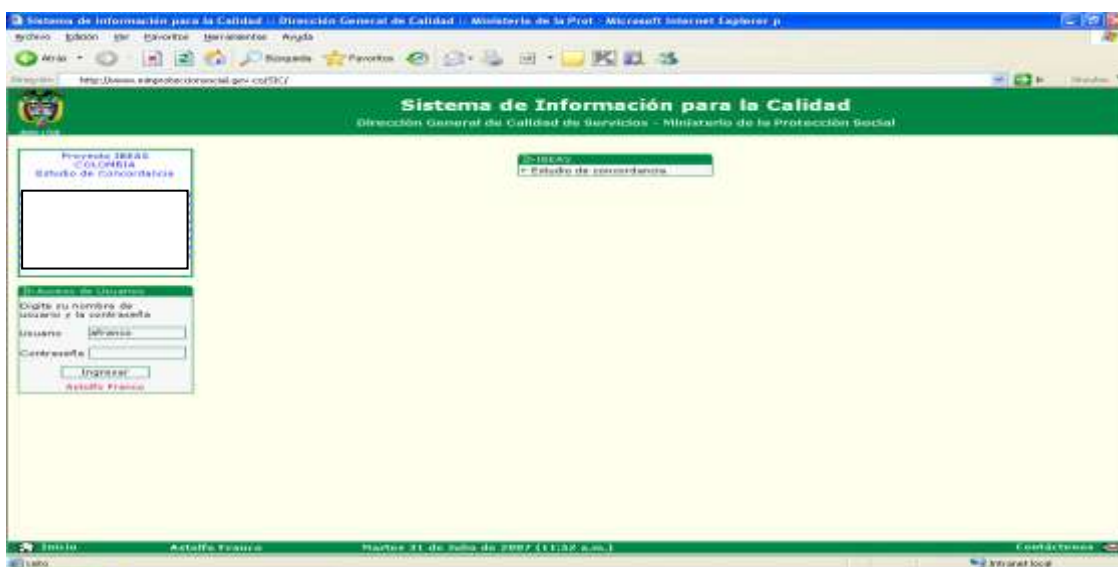 Sistema de Información para la Calidad :: Dirección General de Calidad :: Ministerio de la Prot - Microsoft Internet Explorer p
Archivo Edición Ver Favoritos Herramientas Ayuda
Atrás Búsqueda Favoritos
Dirección
Sistema de Información para la Calidad
Dirección General de Calidad de Servicios - Ministerio de la Protección Social
Proyecto IBEAS
COLOMBIA
Estudio de Concordancia
IBEAS
Estudio de concordancia
Acceso de Usuarios
Digite su nombre de
usuario y la contraseña
Usuario afranco
Contraseña
Ingresar
Astolfo Franco
Inicio Astolfo Franco Martes 31 de Julio de 2007 (11:52 a.m.) Contáctenos
Listo Intranet local